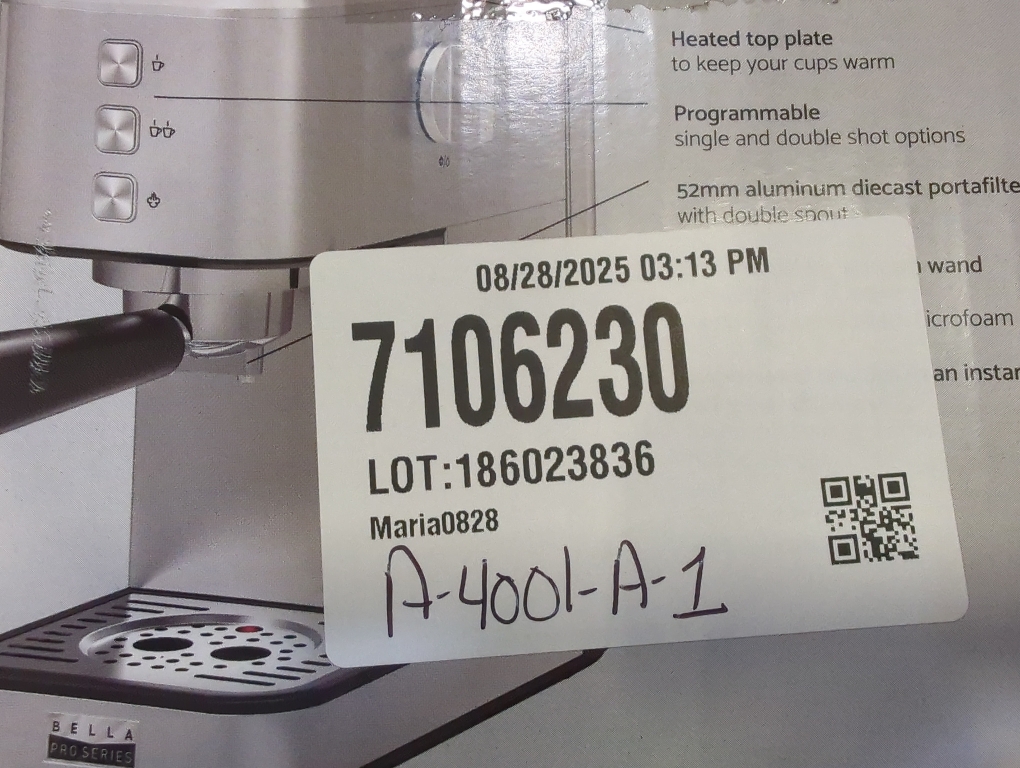 Heated top plate
to keep your cups warm
Programmable
single and double shot options
52mm aluminum diecast portafilte
with double spout
wand
icrofoam
an instan
08/28/2025 03:13 PM
7106230
LOT:186023836
Maria0828
A-4001-A-1
BELLA
PRO SERIES